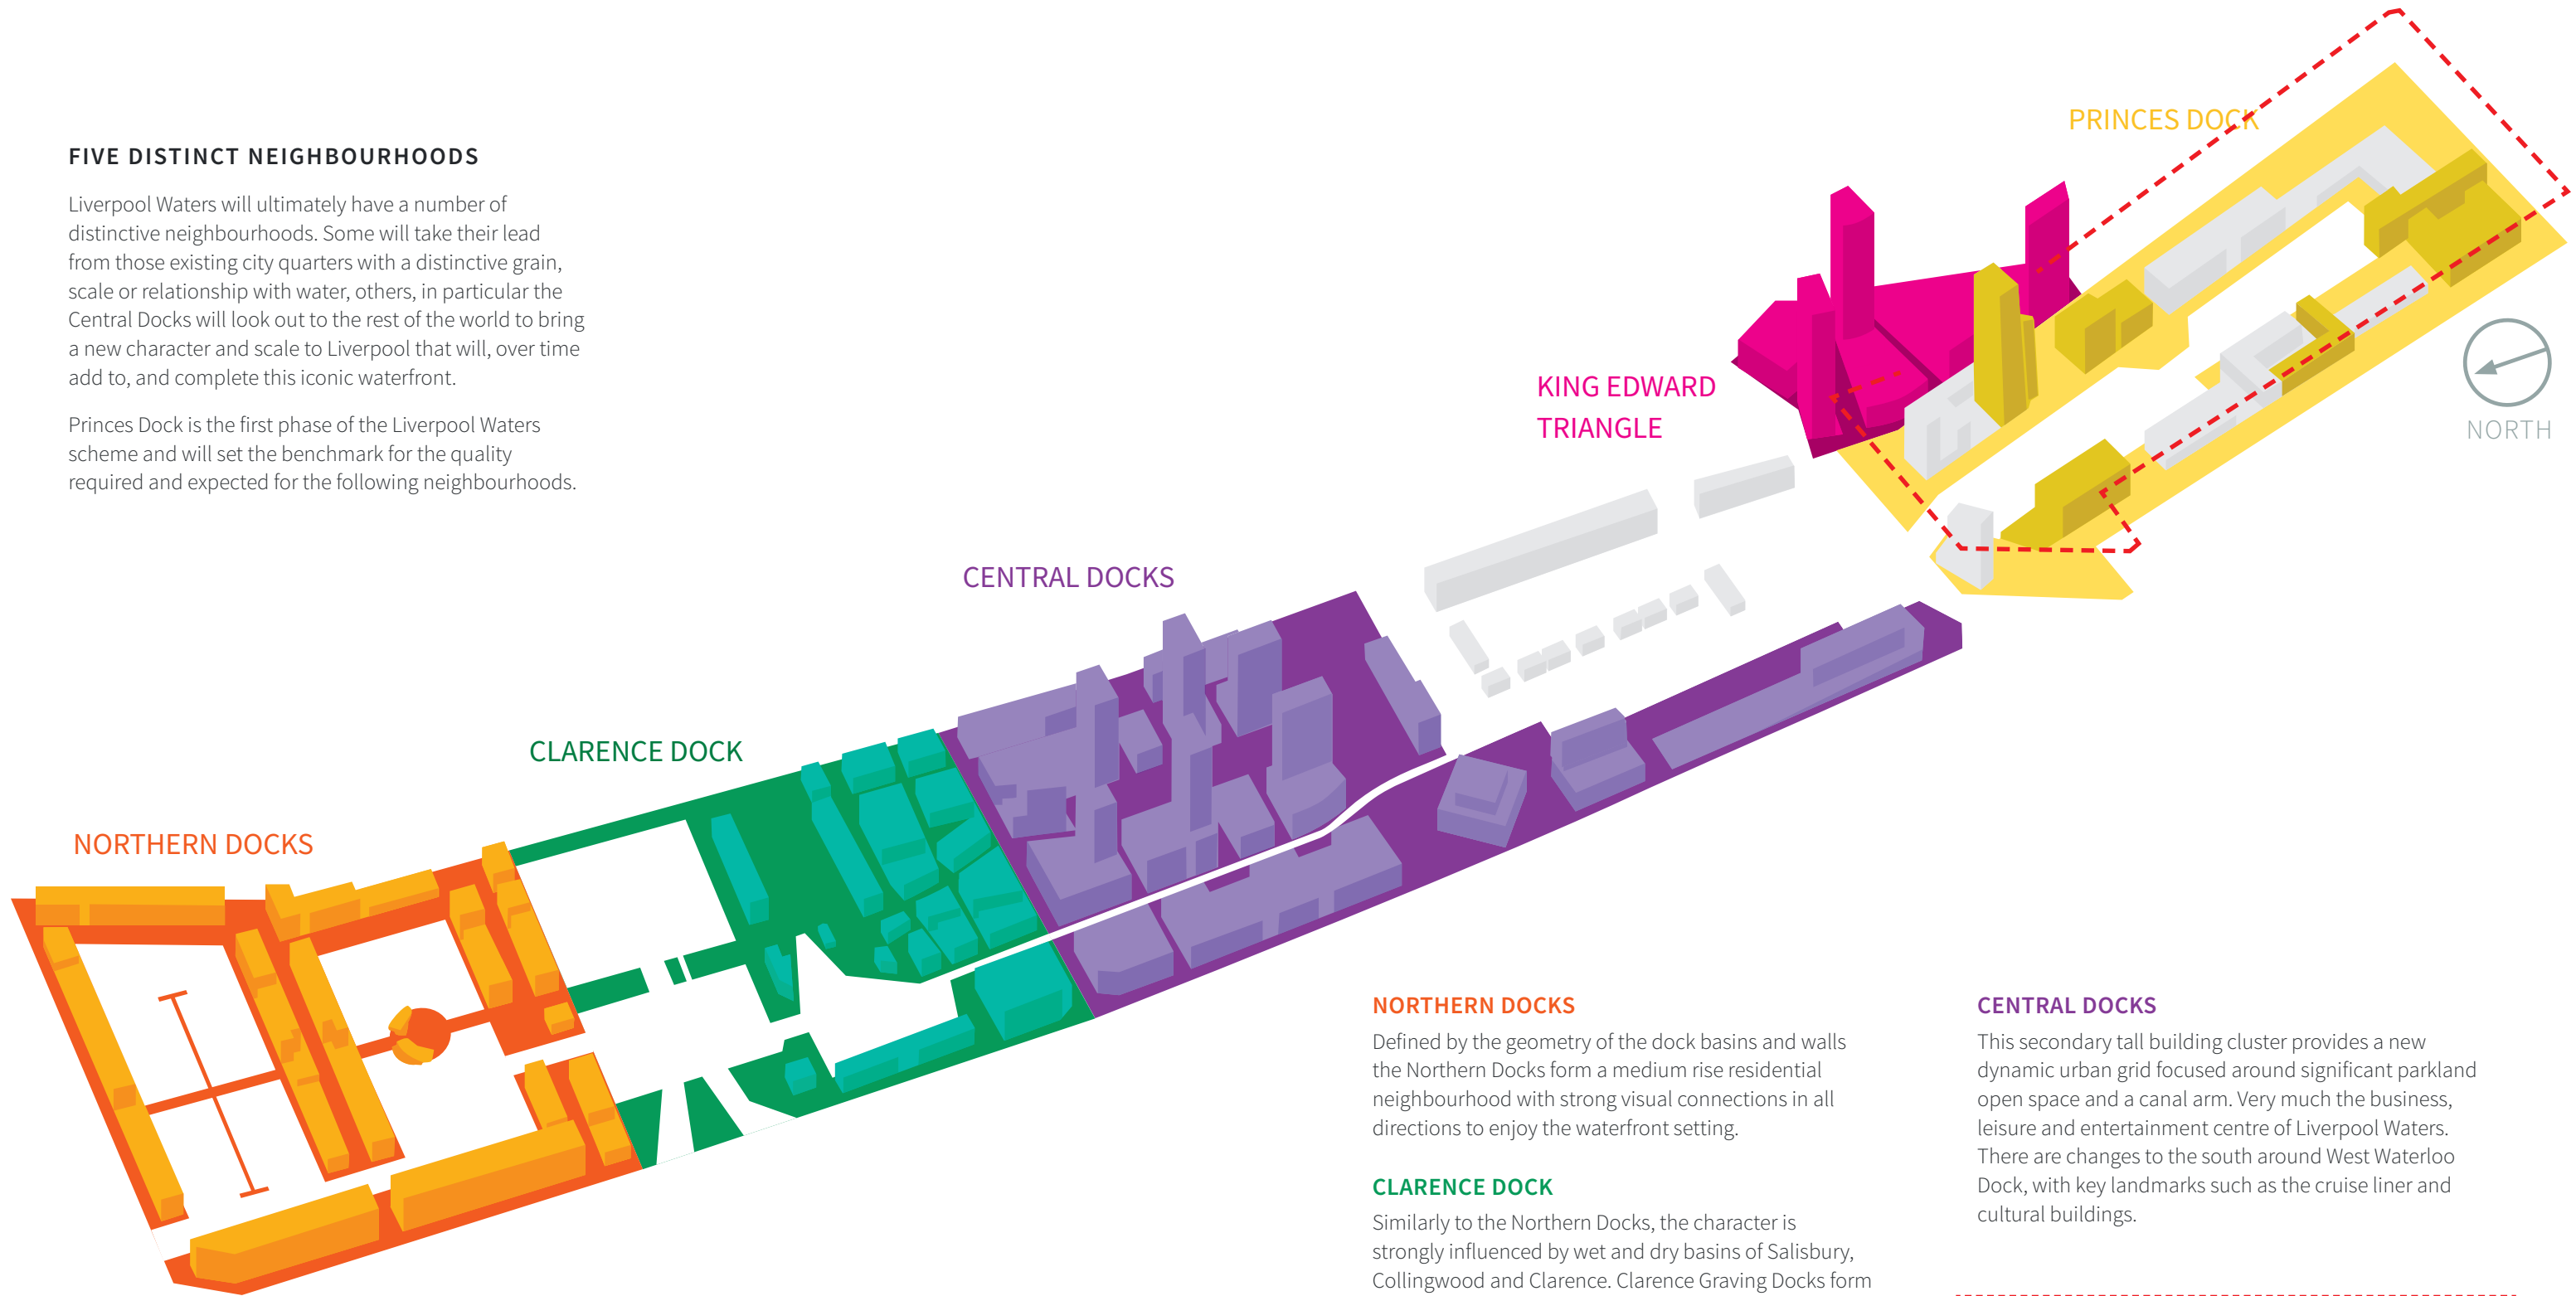 FIVE DISTINCT NEIGHBOURHOODS
Liverpool Waters will ultimately have a number of
distinctive neighbourhoods. Some will take their lead
from those existing city quarters with a distinctive grain,
scale or relationship with water, others, in particular the
Central Docks will look out to the rest of the world to bring
a new character and scale to Liverpool that will, over time
add to, and complete this iconic waterfront.
Princes Dock is the first phase of the Liverpool Waters
scheme and will set the benchmark for the quality
required and expected for the following neighbourhoods.
PRINCES DOCK
KING EDWARD
TRIANGLE
NORTH
CENTRAL DOCKS
CLARENCE DOCK
NORTHERN DOCKS
NORTHERN DOCKS
Defined by the geometry of the dock basins and walls
the Northern Docks form a medium rise residential
neighbourhood with strong visual connections in all
directions to enjoy the waterfront setting.
CLARENCE DOCK
Similarly to the Northern Docks, the character is
strongly influenced by wet and dry basins of Salisbury,
Collingwood and Clarence. Clarence Graving Docks form
CENTRAL DOCKS
This secondary tall building cluster provides a new
dynamic urban grid focused around significant parkland
open space and a canal arm. Very much the business,
leisure and entertainment centre of Liverpool Waters.
There are changes to the south around West Waterloo
Dock, with key landmarks such as the cruise liner and
cultural buildings.